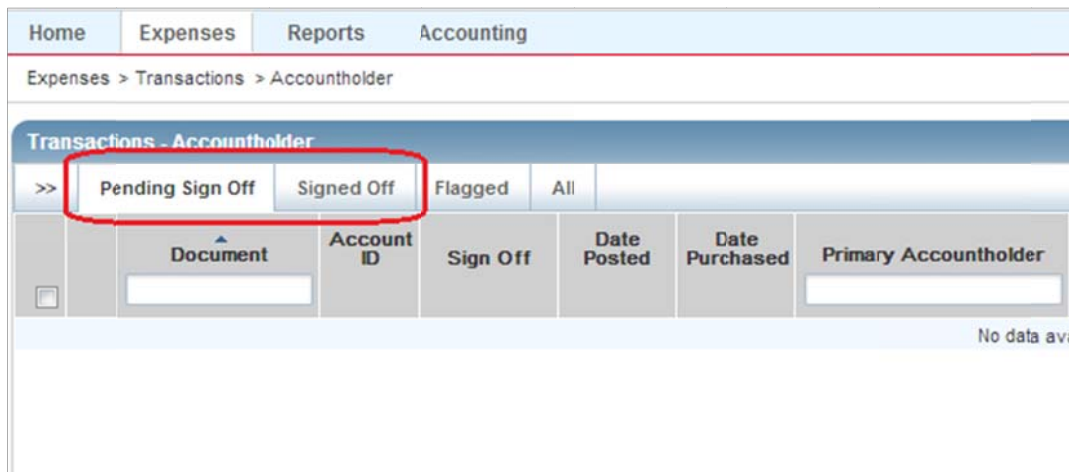 Home Expenses Reports Accounting
Expenses > Transactions > Accountholder
Transactions - Accountholder
>> Pending Sign Off Signed Off Flagged All
Document Account ID Sign Off Date Posted Date Purchased Primary Accountholder
No data ava